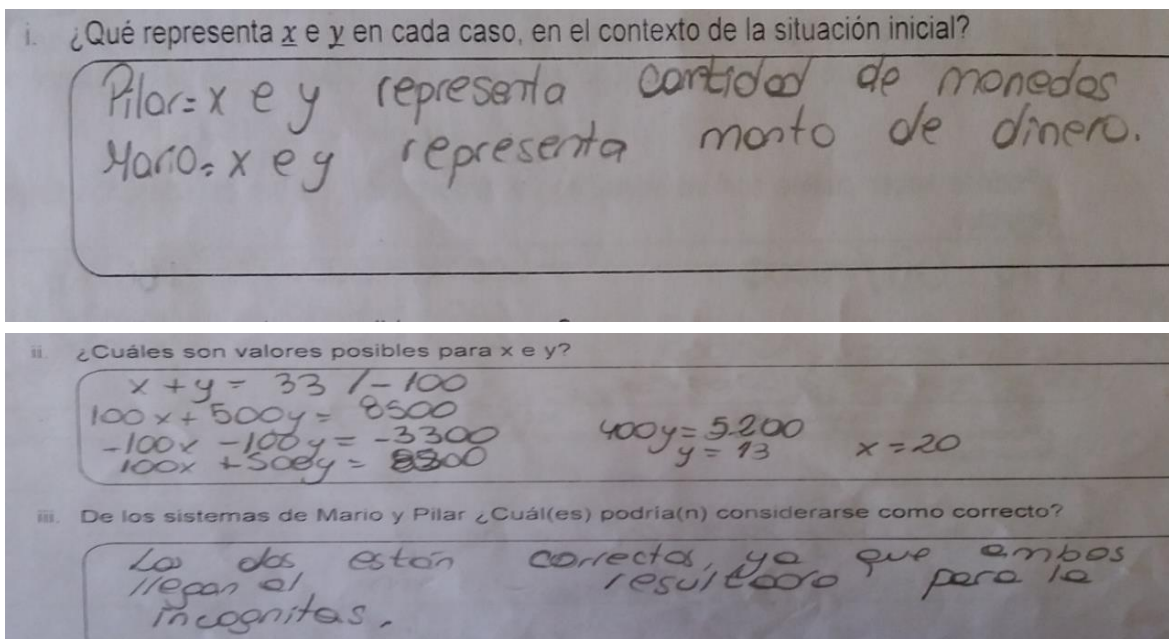 i. ¿Qué representa x e y en cada caso, en el contexto de la situación inicial?
Pilar= x e y representa cantidad de monedas
Mario= x e y representa monto de dinero.
ii. ¿Cuáles son valores posibles para x e y?
x + y = 33 /-100
100x + 500y = 8500
-100x -100y = -3300
400y = 5.200
100x + 500y = 8500
y = 13
x = 20
iii. De los sistemas de Mario y Pilar ¿Cuál(es) podría(n) considerarse como correcto?
Lo dos están correctos, ya que ambos
llegan al resultado para la
incognitas.